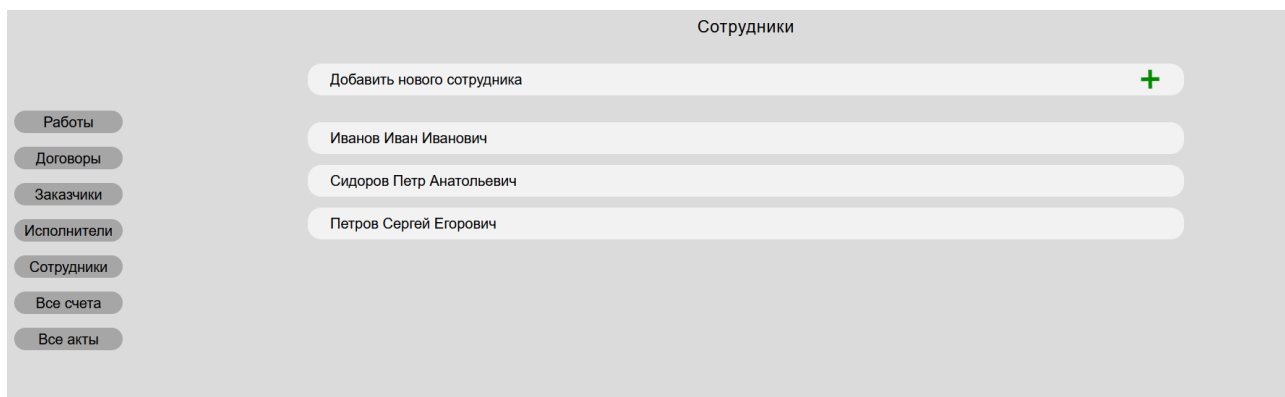 Сотрудники
Добавить нового сотрудника
Иванов Иван Иванович
Сидоров Петр Анатольевич
Петров Сергей Егорович
Работы
Договоры
Заказчики
Исполнители
Сотрудники
Все счета
Все акты